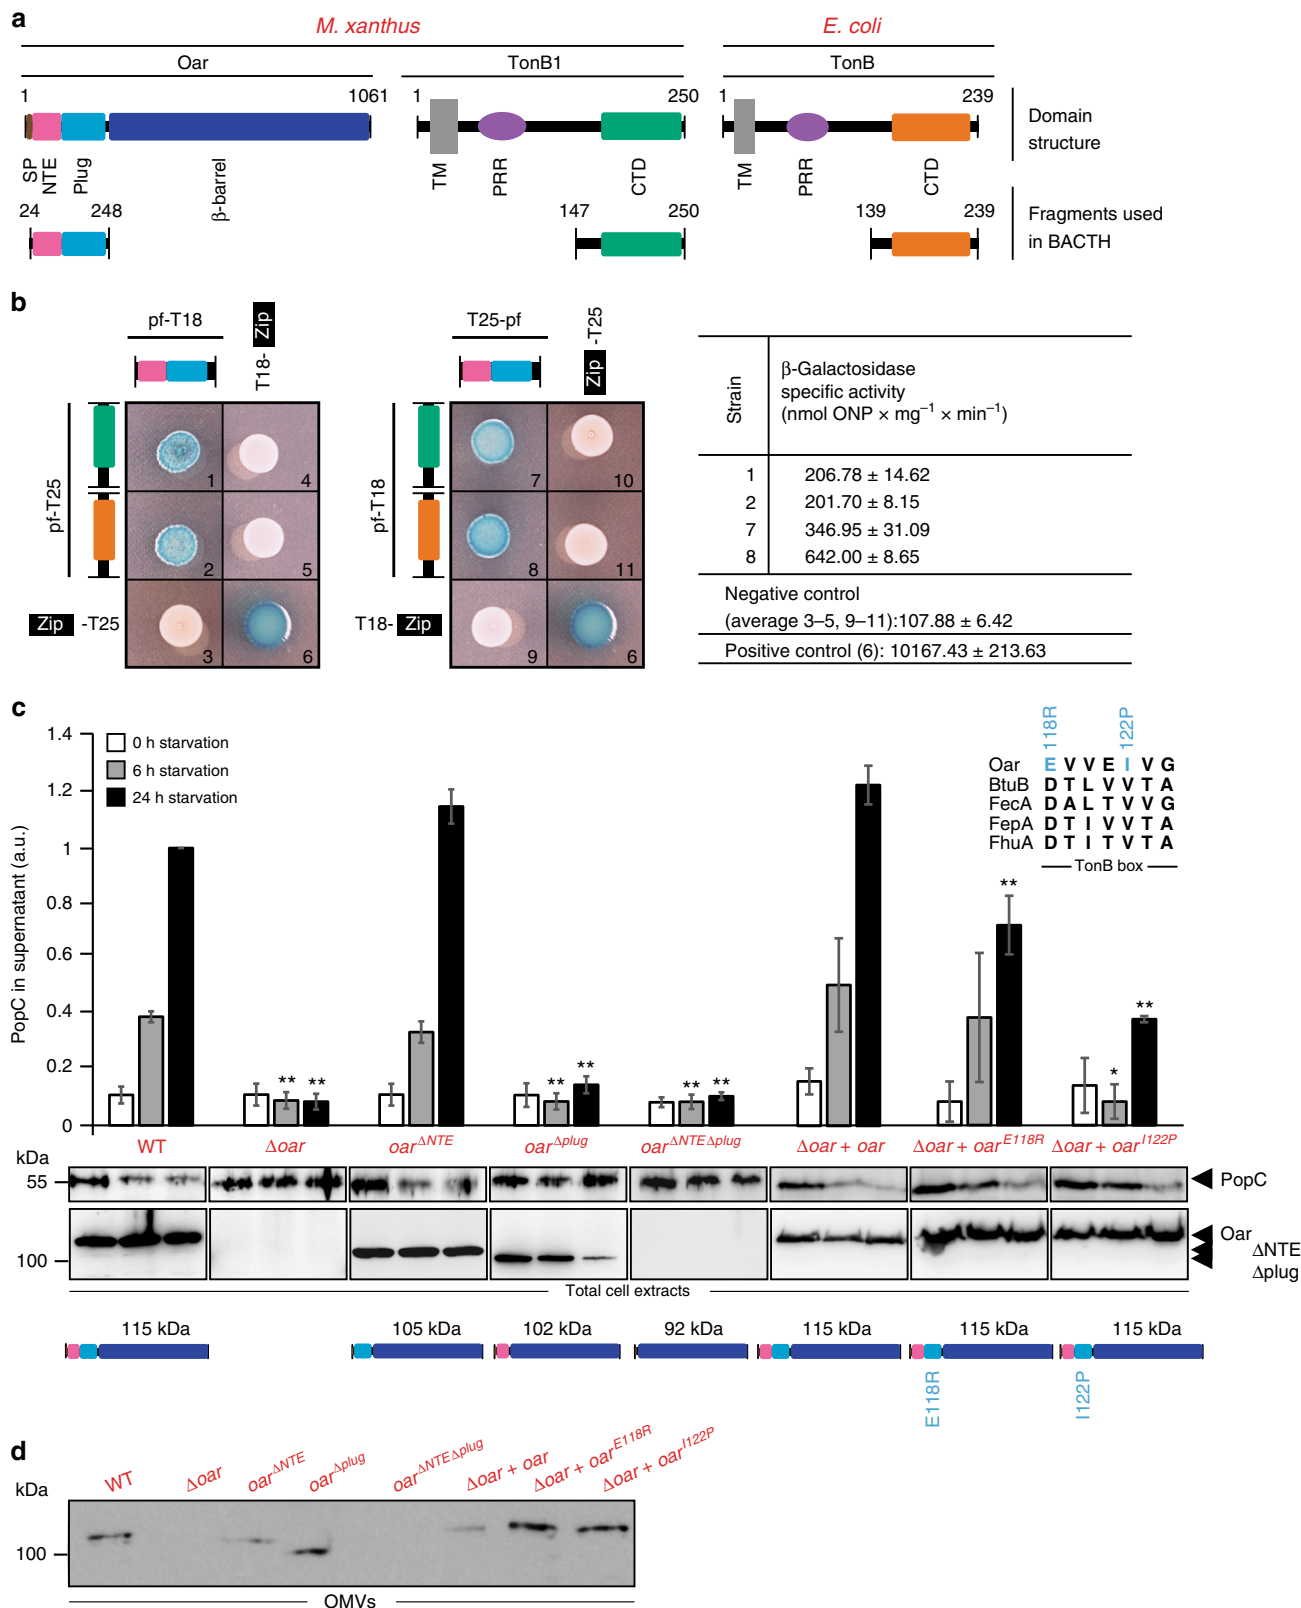 a
M. xanthus
E. coli
Oar
TonB1
TonB
1
1061
1
250
1
239
Domain
structure
SP
NTE
Plug
β-barrel
TM
PRR
CTD
TM
PRR
CTD
24
248
147
250
139
239
Fragments used
in BACTH
b
pf-T18
T18- Zip
T25-pf
Zip -T25
pf-T25
pf-T18
1
4
2
5
3
6
7
10
8
11
9
6
Zip -T25
T18- Zip
Strain
β-Galactosidase
specific activity
(nmol ONP × mg⁻¹ × min⁻¹)
1 206.78 ± 14.62
2 201.70 ± 8.15
7 346.95 ± 31.09
8 642.00 ± 8.65
Negative control
(average 3–5, 9–11):107.88 ± 6.42
Positive control (6): 10167.43 ± 213.63
c
PopC in supernatant (a.u.)
1.4
1.2
1
0.8
0.6
0.4
0.2
0
0 h starvation
6 h starvation
24 h starvation
E118R
I122P
Oar E V V E I V G
BtuB D T L V V T A
FecA D A L T V V G
FepA D T I V V T A
FhuA D T I T V T A
TonB box
** **
** **
** **
**
* **
WT
Δoar
oar^ΔNTE
oar^Δplug
oar^ΔNTEΔplug
Δoar + oar
Δoar + oar^E118R
Δoar + oar^I122P
kDa
55
PopC
100
Oar
ΔNTE
Δplug
Total cell extracts
115 kDa
105 kDa
102 kDa
92 kDa
115 kDa
115 kDa
115 kDa
E118R
I122P
d
WT
Δoar
oar^ΔNTE
oar^Δplug
oar^ΔNTEΔplug
Δoar + oar
Δoar + oar^E118R
Δoar + oar^I122P
kDa
100
OMVs